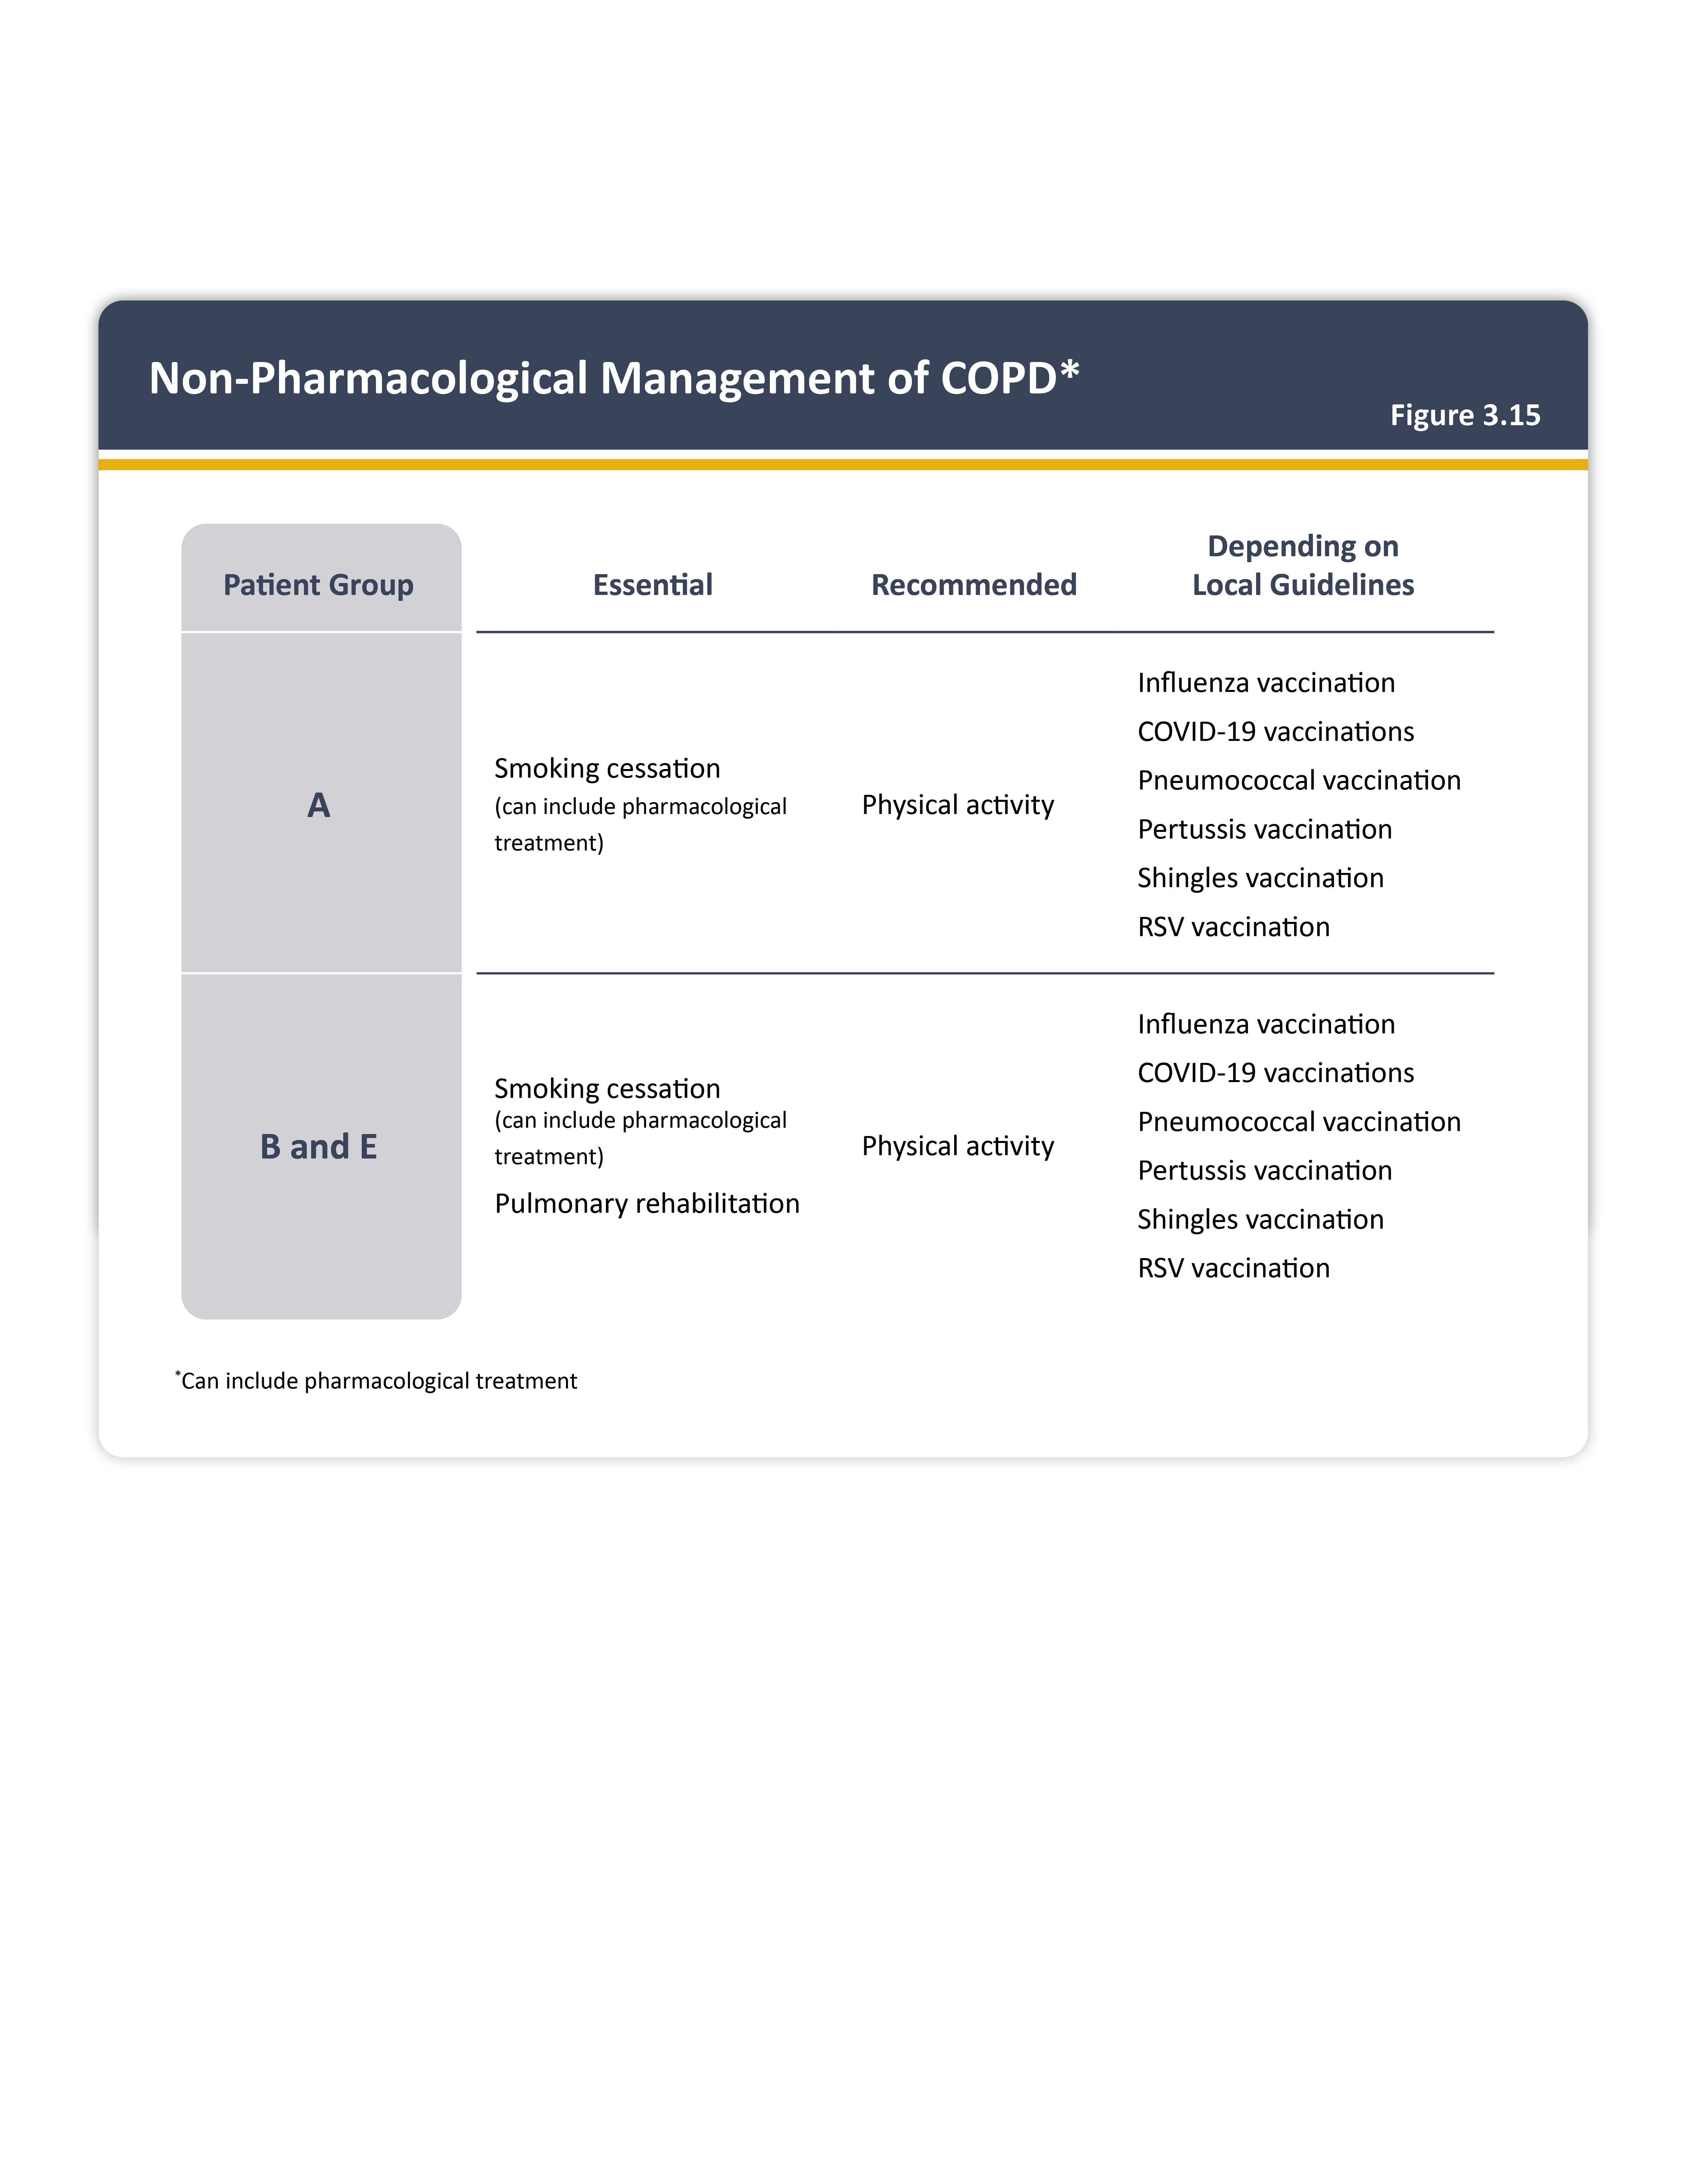 Non-Pharmacological Management of COPD*
Figure 3.15
Patient Group
Essential
Recommended
Depending on
Local Guidelines
A
Smoking cessation
(can include pharmacological
treatment)
Physical activity
Influenza vaccination
COVID-19 vaccinations
Pneumococcal vaccination
Pertussis vaccination
Shingles vaccination
RSV vaccination
B and E
Smoking cessation
(can include pharmacological
treatment)
Pulmonary rehabilitation
Physical activity
Influenza vaccination
COVID-19 vaccinations
Pneumococcal vaccination
Pertussis vaccination
Shingles vaccination
RSV vaccination
*Can include pharmacological treatment